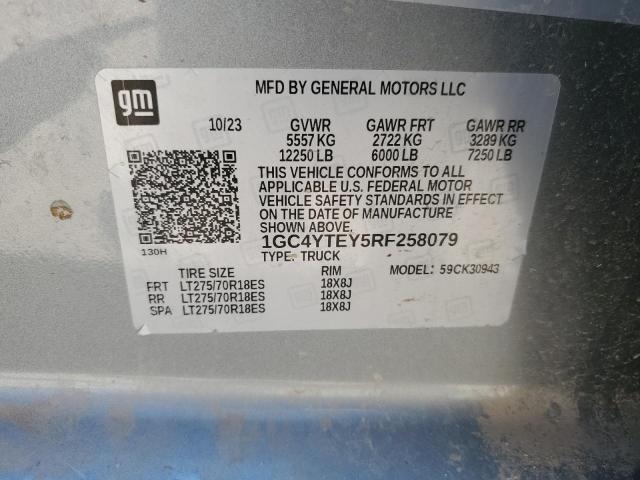 gm
MFD BY GENERAL MOTORS LLC
10/23 GVWR GAWR FRT GAWR RR
5557 KG 2722 KG 3289 KG
12250 LB 6000 LB 7250 LB
THIS VEHICLE CONFORMS TO ALL
APPLICABLE U.S. FEDERAL MOTOR
VEHICLE SAFETY STANDARDS IN EFFECT
ON THE DATE OF MANUFACTURE
SHOWN ABOVE.
1GC4YTEY5RF258079
130H
TYPE: TRUCK
TIRE SIZE RIM MODEL: 59CK30943
FRT LT275/70R18ES 18X8J
RR LT275/70R18ES 18X8J
SPA LT275/70R18ES 18X8J